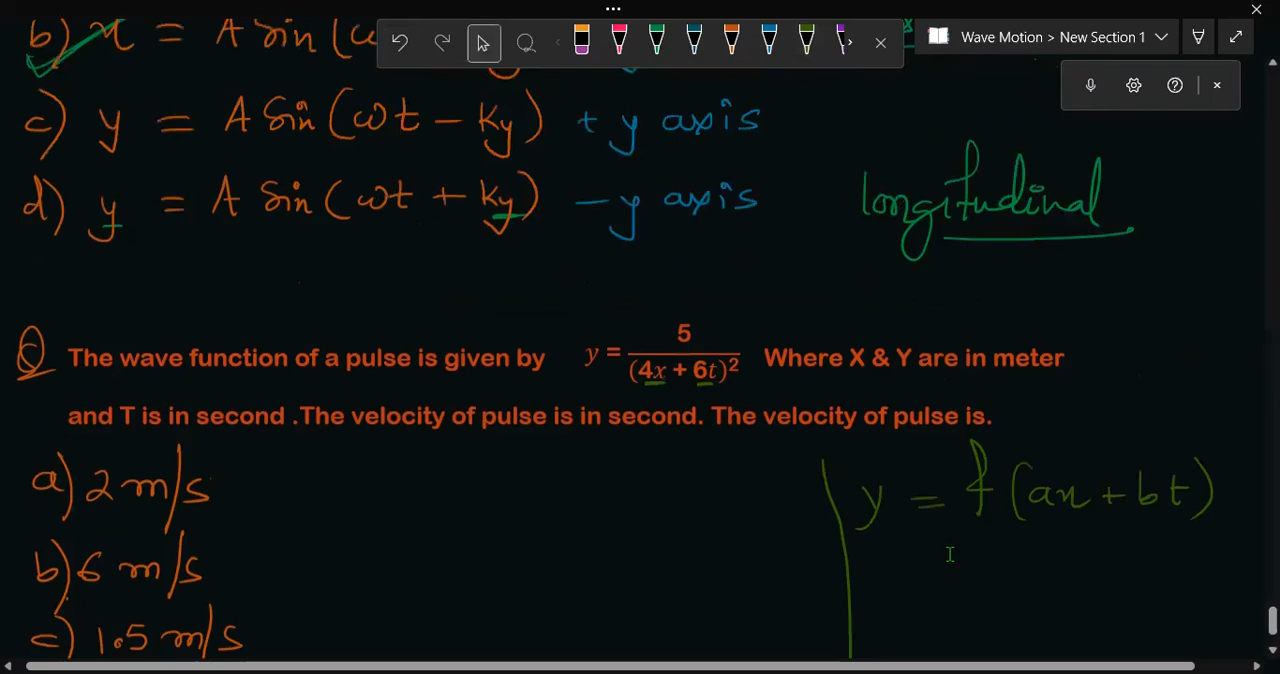 Wave Motion > New Section 1
b) x = A Sin(ω
c) y = A Sin(ωt - Ky) + y axis
d) y = A Sin(ωt + Ky) - y axis
longitudinal
Q The wave function of a pulse is given by y = 5/(4x + 6t)² Where X & Y are in meter
and T is in second .The velocity of pulse is in second. The velocity of pulse is.
a) 2 m/s
b) 6 m/s
c) 1.5 m/s
y = f(ax + bt)